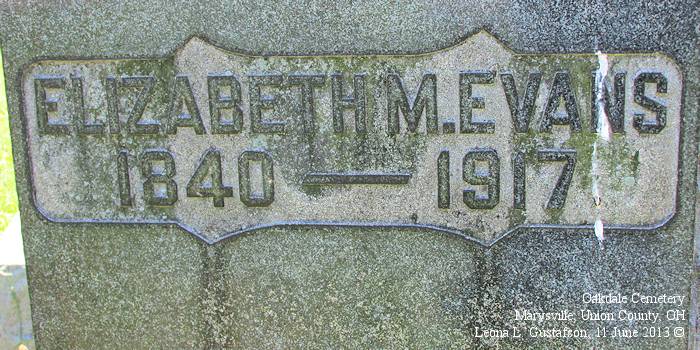 ELIZABETH M. EVANS
1840 — 1917
Oakdale Cemetery
Marysville, Union County, OH
Leona L. Gustafson, 11 June 2013 ©